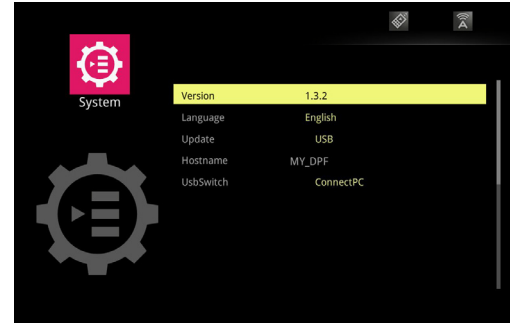 System
Version 1.3.2
Language English
Update USB
Hostname MY_DPF
UsbSwitch ConnectPC